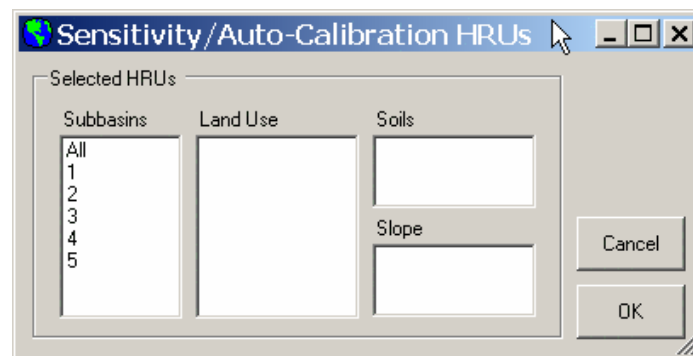 Sensitivity/Auto-Calibration HRUs
Selected HRUs
Subbasins
Land Use
Soils
All
1
2
3
4
5
Slope
Cancel
OK